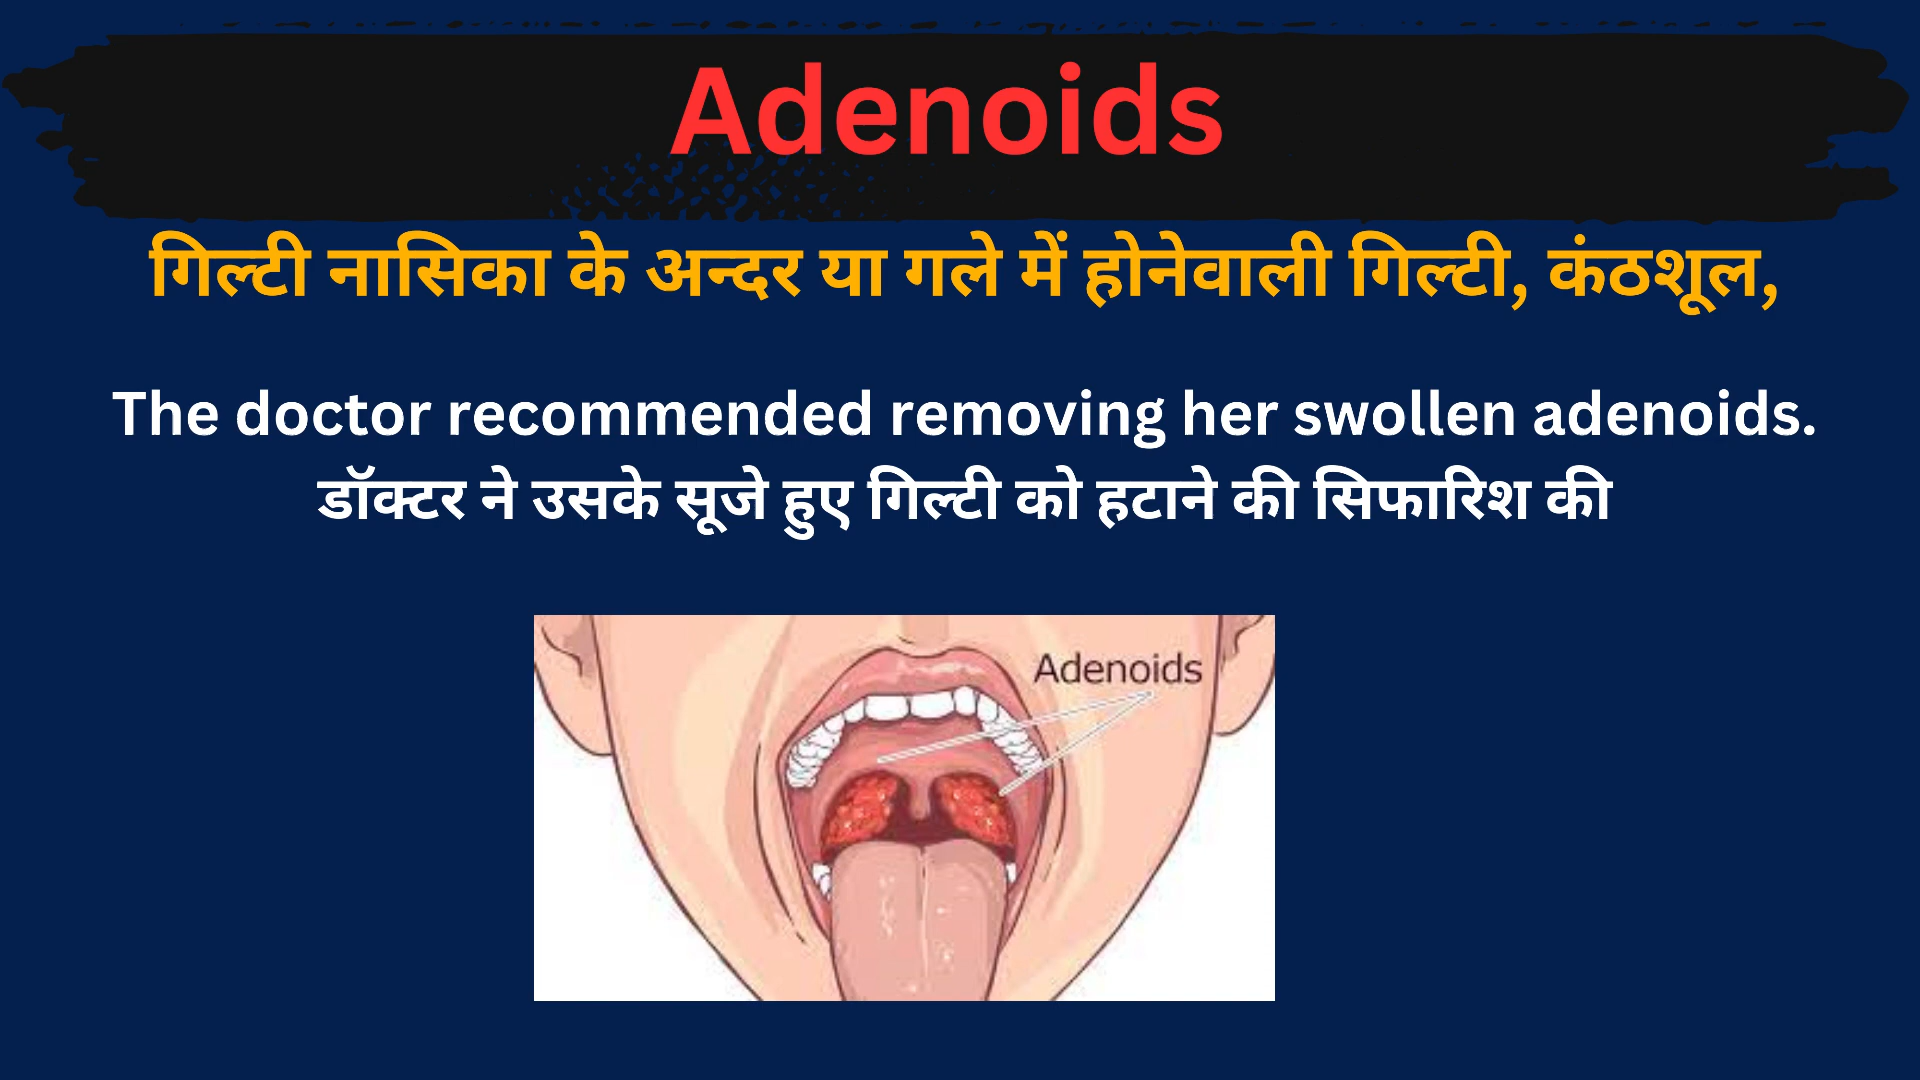 Adenoids
गिल्टी नासिका के अन्दर या गले में होनेवाली गिल्टी, कंठशूल,
The doctor recommended removing her swollen adenoids.
डॉक्टर ने उसके सूजे हुए गिल्टी को हटाने की सिफारिश की
Adenoids